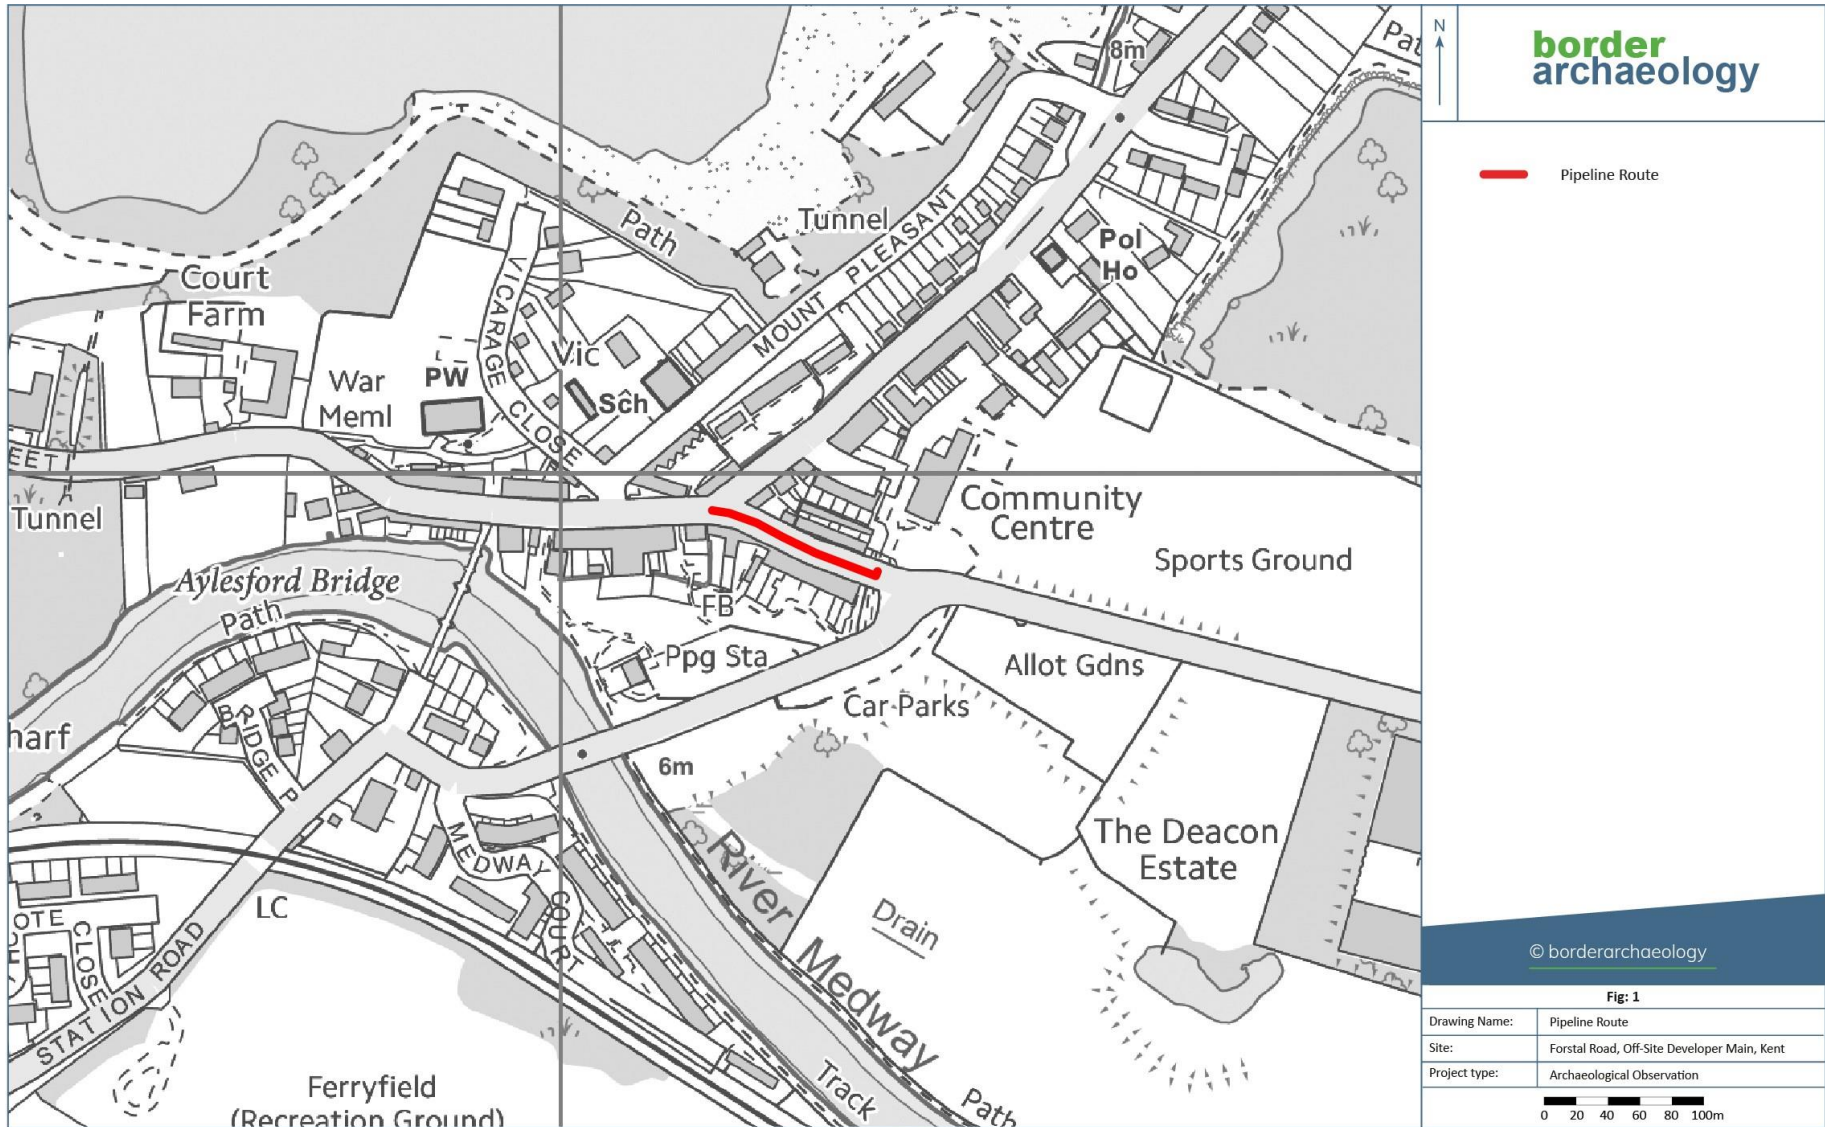 8m
Pat
N
border
archaeology
Pipeline Route
Path
Tunnel
MOUNT PLEASANT
Pol
Ho
Court
Farm
VICARAGE CLOSE
War
Meml
PW
Vic
Sch
EET
Tunnel
Community
Centre
Sports Ground
Aylesford Bridge
Path
FB
Ppg Sta
Allot Gdns
Car Parks
harf
BRIDGE P
6m
The Deacon
Estate
MEDWAY COURT
River Medway
Drain
LC
OTE
CLOSE
STATION ROAD
Ferryfield
(Recreation Ground)
Track
Path
© borderarchaeology
Fig: 1
Drawing Name: Pipeline Route
Site: Forstal Road, Off-Site Developer Main, Kent
Project type: Archaeological Observation
0 20 40 60 80 100m